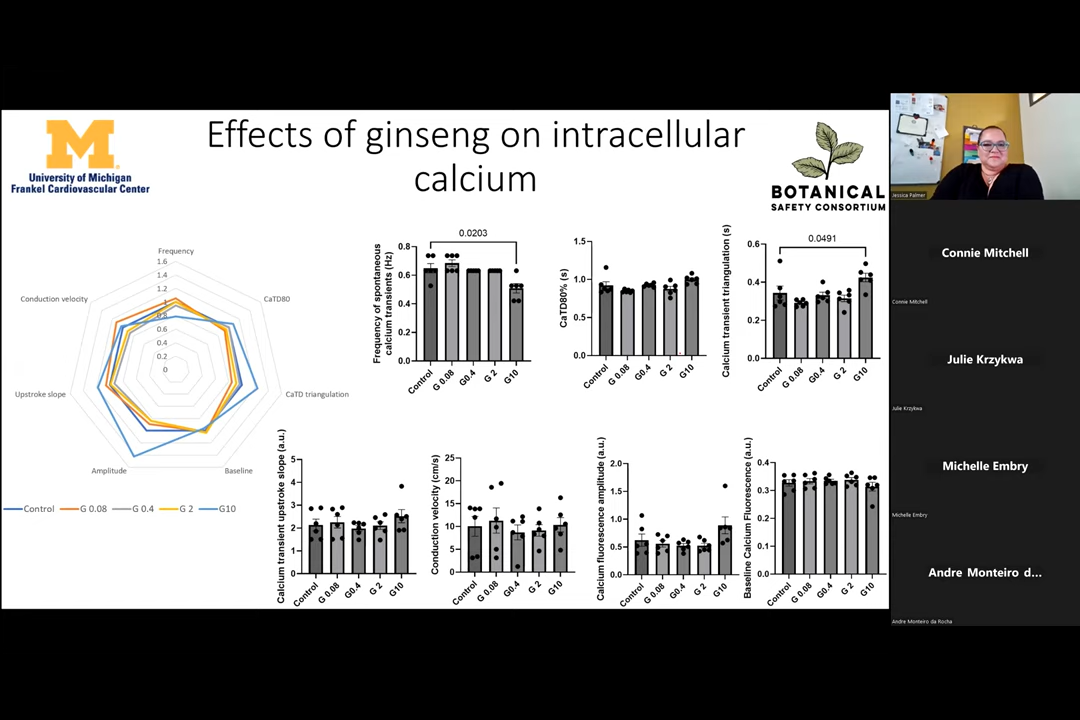 Effects of ginseng on intracellular
calcium
M
University of Michigan
Frankel Cardiovascular Center
BOTANICAL
SAFETY CONSORTIUM
Frequency
CaTD80
CaTD triangulation
Baseline
Amplitude
Upstroke slope
Conduction velocity
1.6
1.4
1.2
1
0.8
0.6
0.4
0.2
0
Control
G 0.08
G 0.4
G 2
G10
Frequency of spontaneous
calcium transients (Hz)
0.8
0.6
0.4
0.2
0.0
0.0203
Control
G 0.08
G0.4
G 2
G10
CaTD80% (s)
1.5
1.0
0.5
0.0
Control
G 0.08
G0.4
G 2
G10
Calcium transient triangulation (s)
0.6
0.4
0.2
0.0
0.0491
Control
G 0.08
G0.4
G 2
G10
Calcium transient upstroke slope (a.u.)
5
4
3
2
1
0
Control
G 0.08
G0.4
G 2
G10
Conduction velocity (cm/s)
25
20
15
10
5
0
Control
G 0.08
G0.4
G 2
G10
Calcium fluorescence amplitude (a.u.)
2.0
1.5
1.0
0.5
0.0
Control
G 0.08
G0.4
G 2
G10
Baseline Calcium Fluorescence (a.u.)
0.4
0.3
0.2
0.1
0.0
Control
G 0.08
G0.4
G 2
G10
Jessica Palmer
Connie Mitchell
Connie Mitchell
Julie Krzykwa
Julie Krzykwa
Michelle Embry
Michelle Embry
Andre Monteiro d...
Andre Monteiro da Rocha